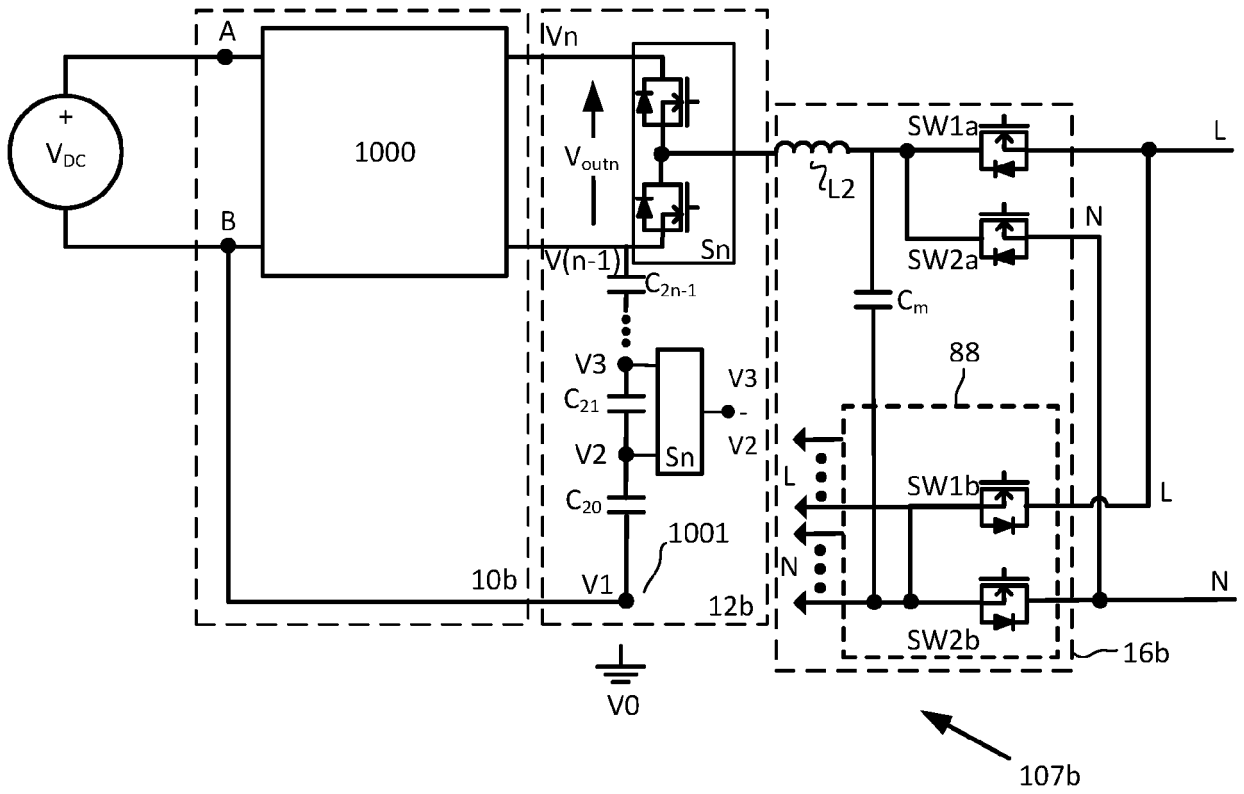 A
Vn
+
VDC
1000
Voutn
SW1a
L
L2
B
N
V(n-1)
Sn
SW2a
C2n-1
Cm
88
V3
V3
C21
-
V2
Sn
V2
L
SW1b
L
C20
1001
N
V1
N
10b
12b
SW2b
16b
V0
107b